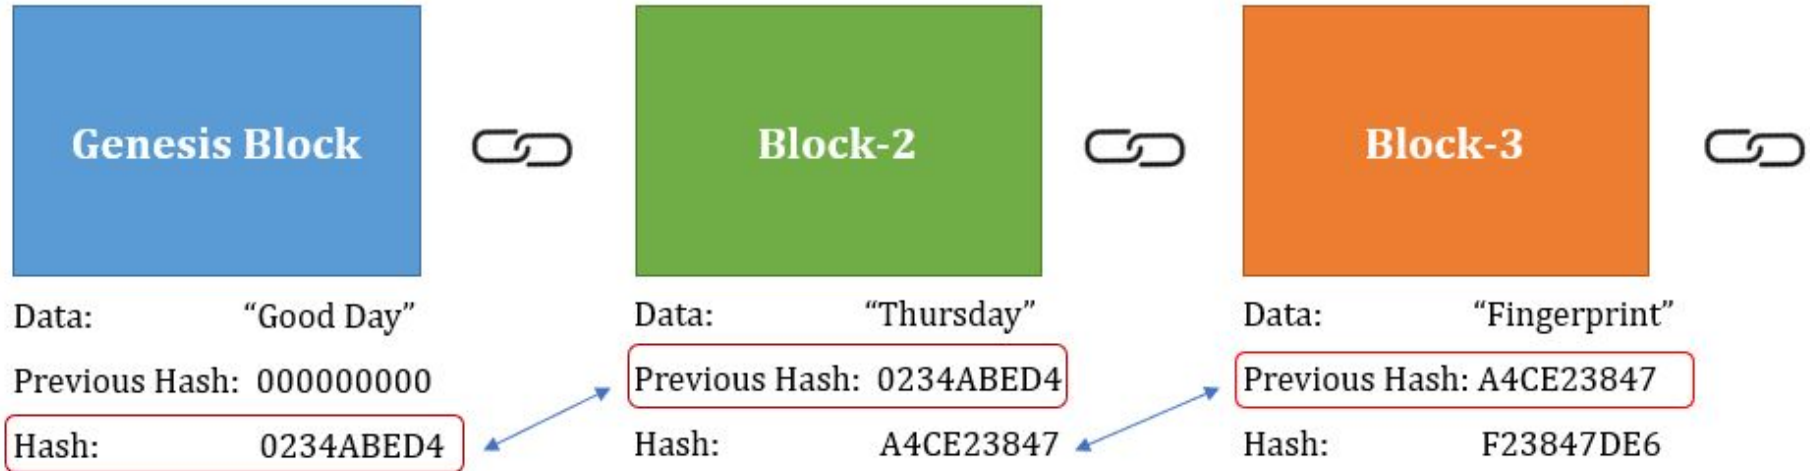 Genesis Block
Block-2
Block-3
Data: “Good Day”
Previous Hash: 000000000
Hash: 0234ABED4
Data: “Thursday”
Previous Hash: 0234ABED4
Hash: A4CE23847
Data: “Fingerprint”
Previous Hash: A4CE23847
Hash: F23847DE6